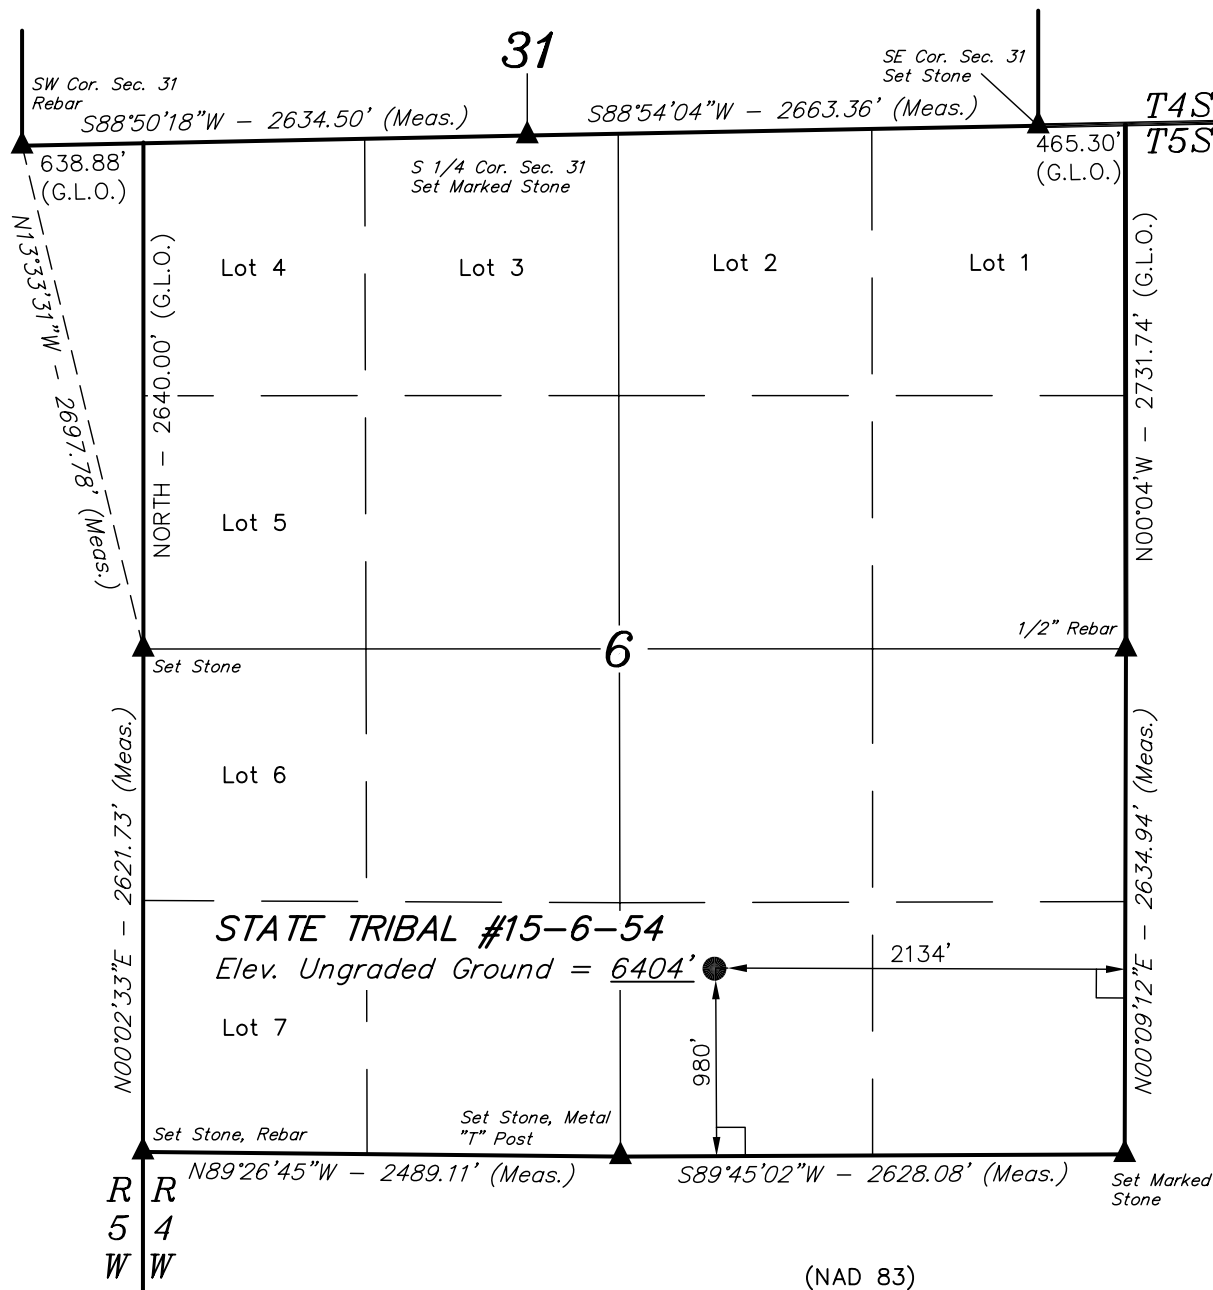 31
SW Cor. Sec. 31
Rebar
SE Cor. Sec. 31
Set Stone
S88°50'18"W - 2634.50' (Meas.)
S88°54'04"W - 2663.36' (Meas.)
T4S
T5S
638.88'
(G.L.O.)
S 1/4 Cor. Sec. 31
Set Marked Stone
465.30'
(G.L.O.)
N13°33'31"W - 2697.78' (Meas.)
NORTH - 2640.00' (G.L.O.)
Lot 4
Lot 3
Lot 2
Lot 1
N00°04'W - 2731.74' (G.L.O.)
Lot 5
1/2" Rebar
6
Set Stone
Lot 6
N00°02'33"E - 2621.73' (Meas.)
N00°09'12"E - 2634.94' (Meas.)
STATE TRIBAL #15-6-54
Elev. Ungraded Ground = 6404'
2134'
Lot 7
980'
Set Stone, Rebar
Set Stone, Metal
"T" Post
N89°26'45"W - 2489.11' (Meas.)
S89°45'02"W - 2628.08' (Meas.)
Set Marked
Stone
R R
5 4
W W
(NAD 83)